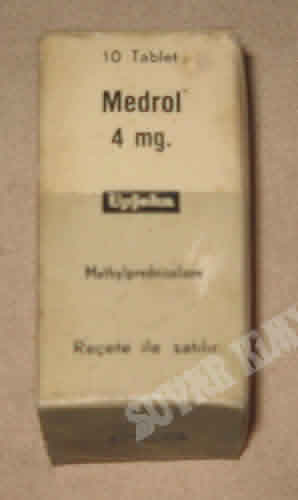 10 Tablet
Medrol
4 mg.
Upjohn
Methylprednisolone
Reçete ile satılır